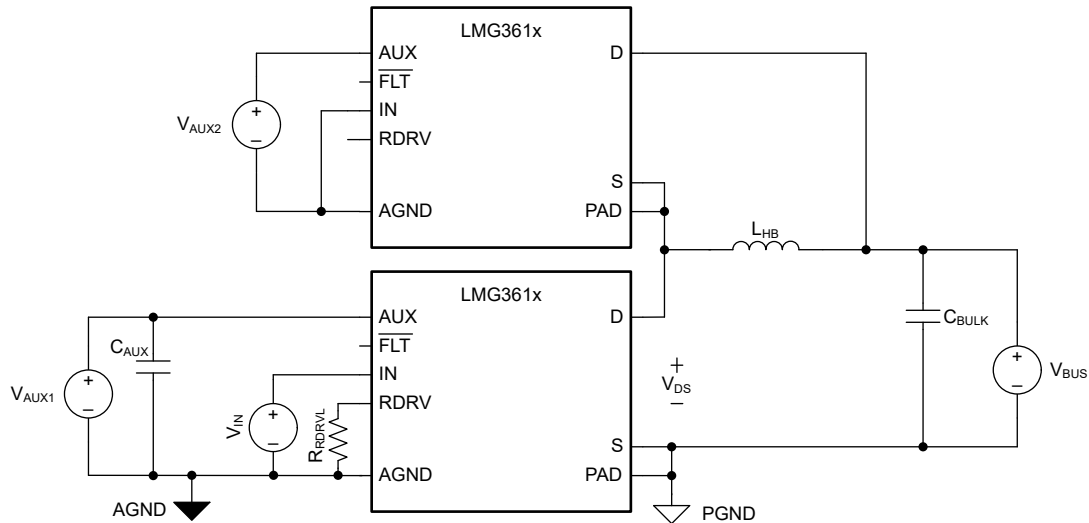 LMG361x
AUX
D
FLT
IN
VAUX2
+
–
RDRV
S
AGND
PAD
LHB
LMG361x
AUX
D
CAUX
FLT
CBULK
IN
VAUX1
+
–
VIN
+
–
RDRV
RRDRVL
+
VDS
–
+
–
VBUS
S
AGND
PAD
AGND
PGND